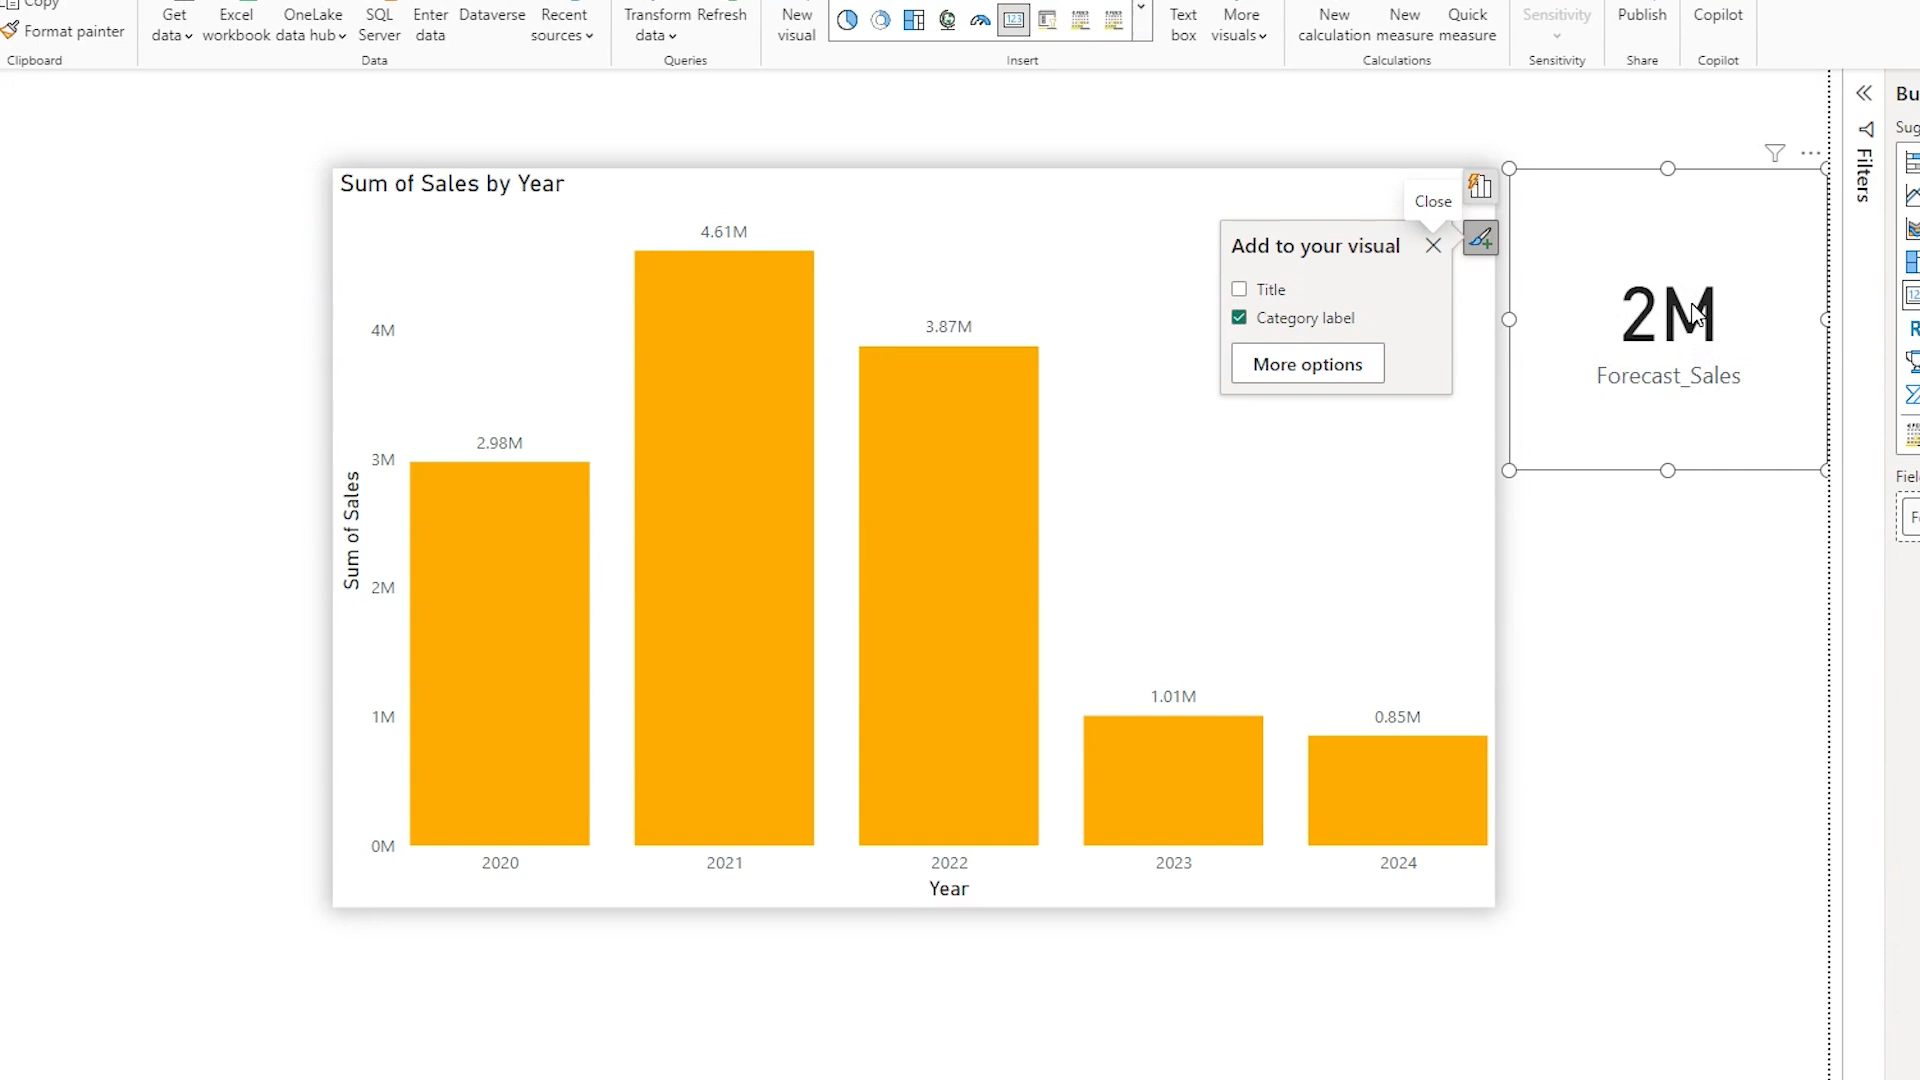 Copy
Format painter
Clipboard
Get data
Excel workbook
OneLake data hub
SQL Server
Enter data
Dataverse
Recent sources
Data
Transform data
Refresh
Queries
New visual
123
Text box
More visuals
Insert
New calculation
New measure
Quick measure
Calculations
Sensitivity
Sensitivity
Publish
Share
Copilot
Copilot
Sum of Sales by Year
Close
Add to your visual
Title
Category label
More options
2M
Forecast_Sales
4.61M
3.87M
2.98M
1.01M
0.85M
4M
3M
2M
1M
0M
Sum of Sales
2020
2021
2022
2023
2024
Year
Filters
Bu
Sug
Fiel